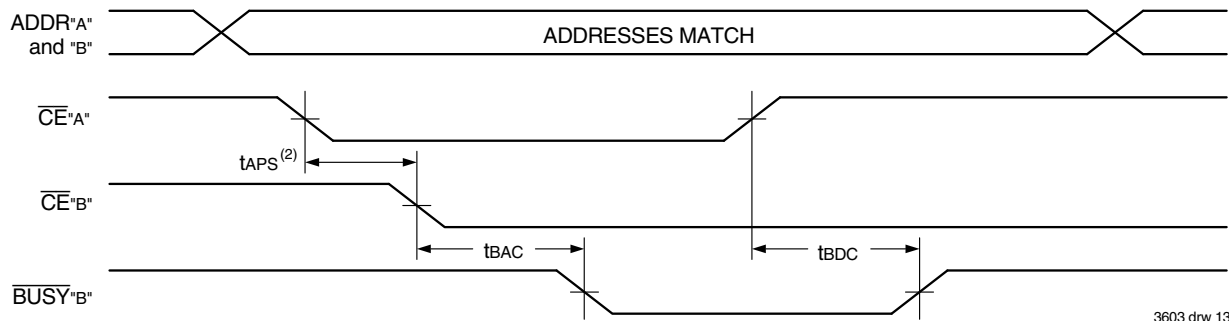 ADDR"A"
and "B"
ADDRESSES MATCH
CE"A"
tAPS(2)
CE"B"
tBAC
tBDC
BUSY"B"
3603 drw 13